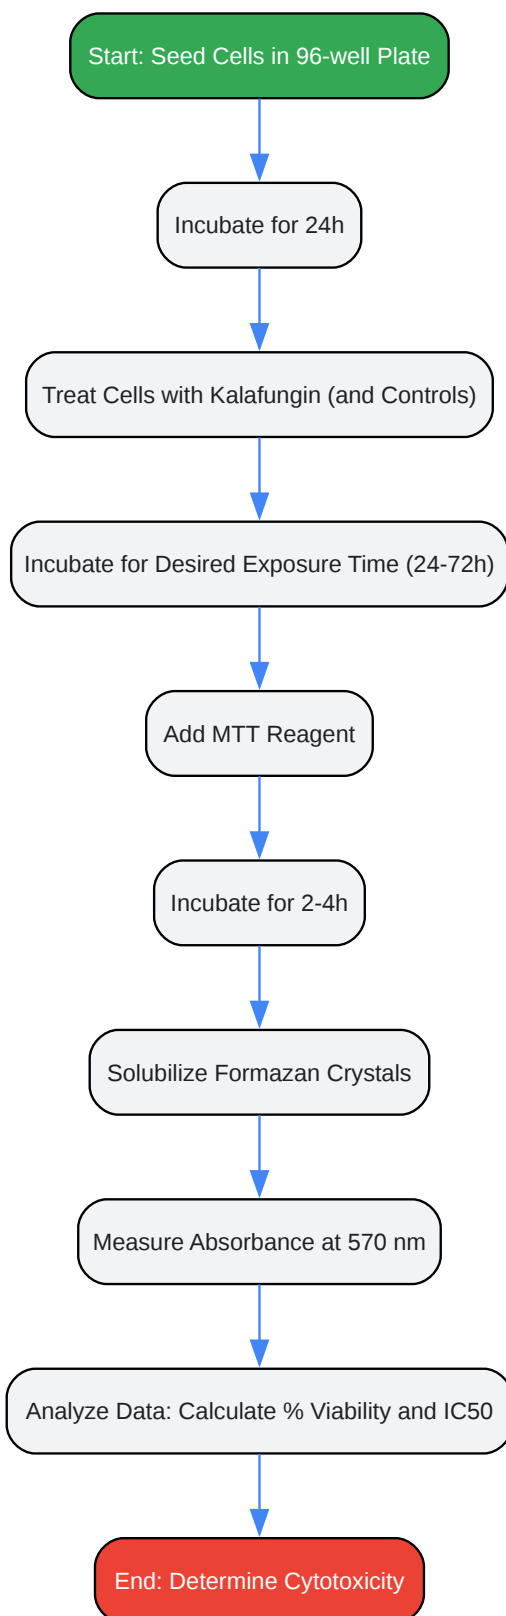 Start: Seed Cells in 96-well Plate
Incubate for 24h
Treat Cells with Kalafungin (and Controls)
Incubate for Desired Exposure Time (24-72h)
Add MTT Reagent
Incubate for 2-4h
Solubilize Formazan Crystals
Measure Absorbance at 570 nm
Analyze Data: Calculate % Viability and IC50
End: Determine Cytotoxicity